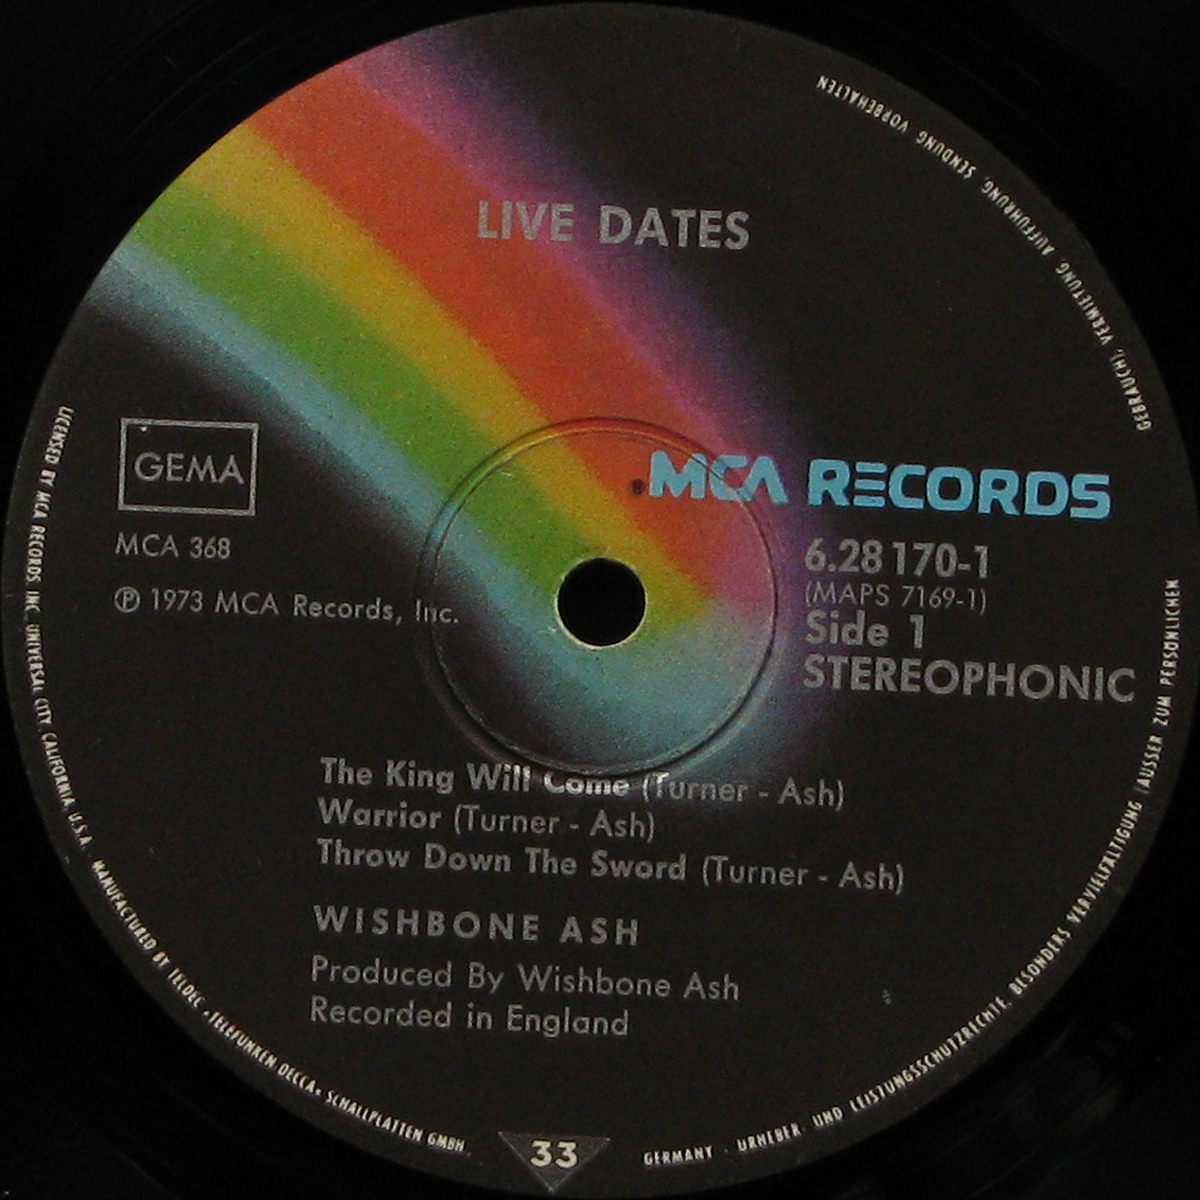 LIVE DATES
MCA RECORDS
GEMA
MCA 368
℗ 1973 MCA Records, Inc.
6.28 170-1
(MAPS 7169-1)
Side 1
STEREOPHONIC
The King Will Come (Turner - Ash)
Warrior (Turner - Ash)
Throw Down The Sword (Turner - Ash)
WISHBONE ASH
Produced By Wishbone Ash
Recorded in England
33
LICENSED BY MCA RECORDS INC. UNIVERSAL CITY CALIFORNIA U.S.A. MANUFACTURED BY TELDEC »TELEFUNKEN DECCA« SCHALLPLATTEN GMBH.
GERMANY · URHEBER- UND LEISTUNGSSCHUTZRECHTE, BESONDERS VERVIELFÄLTIGUNG (AUSSER ZUM PERSÖNLICHEN GEBRAUCH), VERMIETUNG, AUFFÜHRUNG, SENDUNG VORBEHALTEN